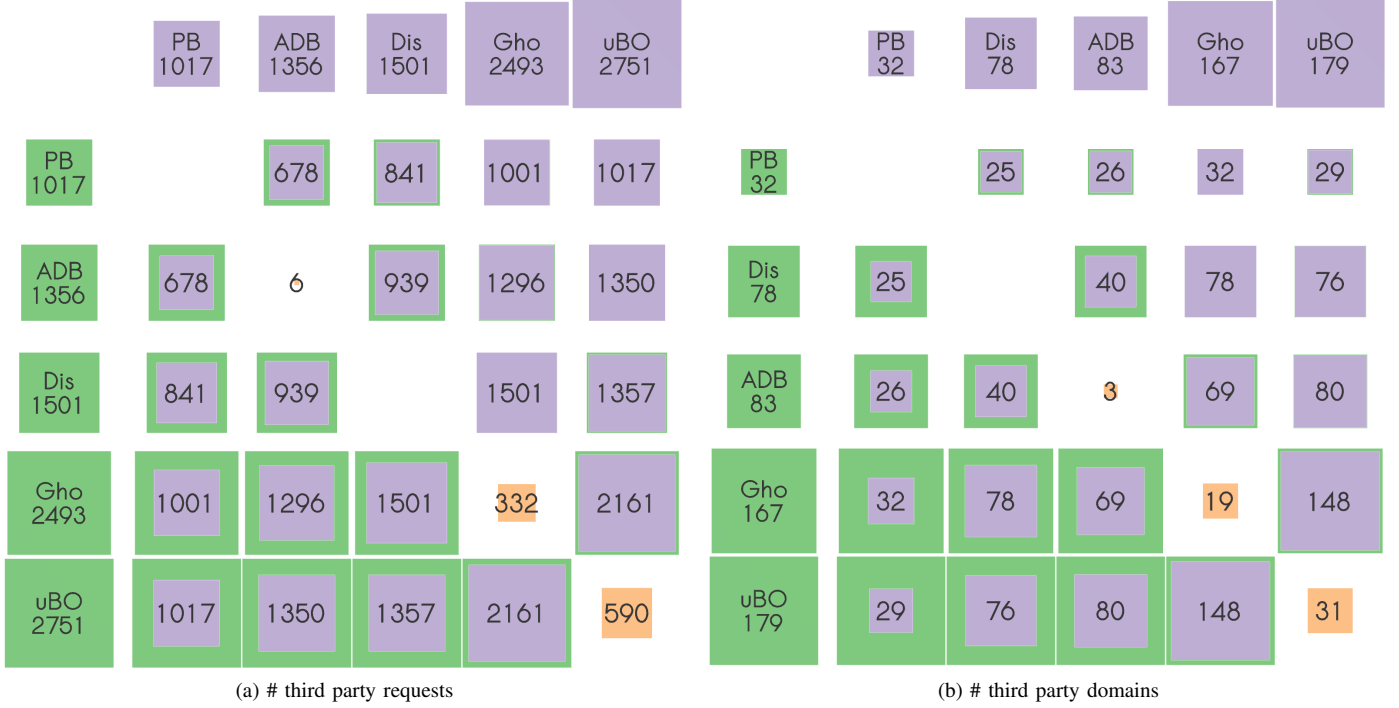 PB ADB Dis Gho uBO
1017 1356 1501 2493 2751
PB
1017
678 841 1001 1017
ADB
1356
678 6 939 1296 1350
Dis
1501
841 939 1501 1357
Gho
2493
1001 1296 1501 332 2161
uBO
2751
1017 1350 1357 2161 590
(a) # third party requests
PB Dis ADB Gho uBO
32 78 83 167 179
PB
32
25 26 32 29
Dis
78
25 40 78 76
ADB
83
26 40 3 69 80
Gho
167
32 78 69 19 148
uBO
179
29 76 80 148 31
(b) # third party domains